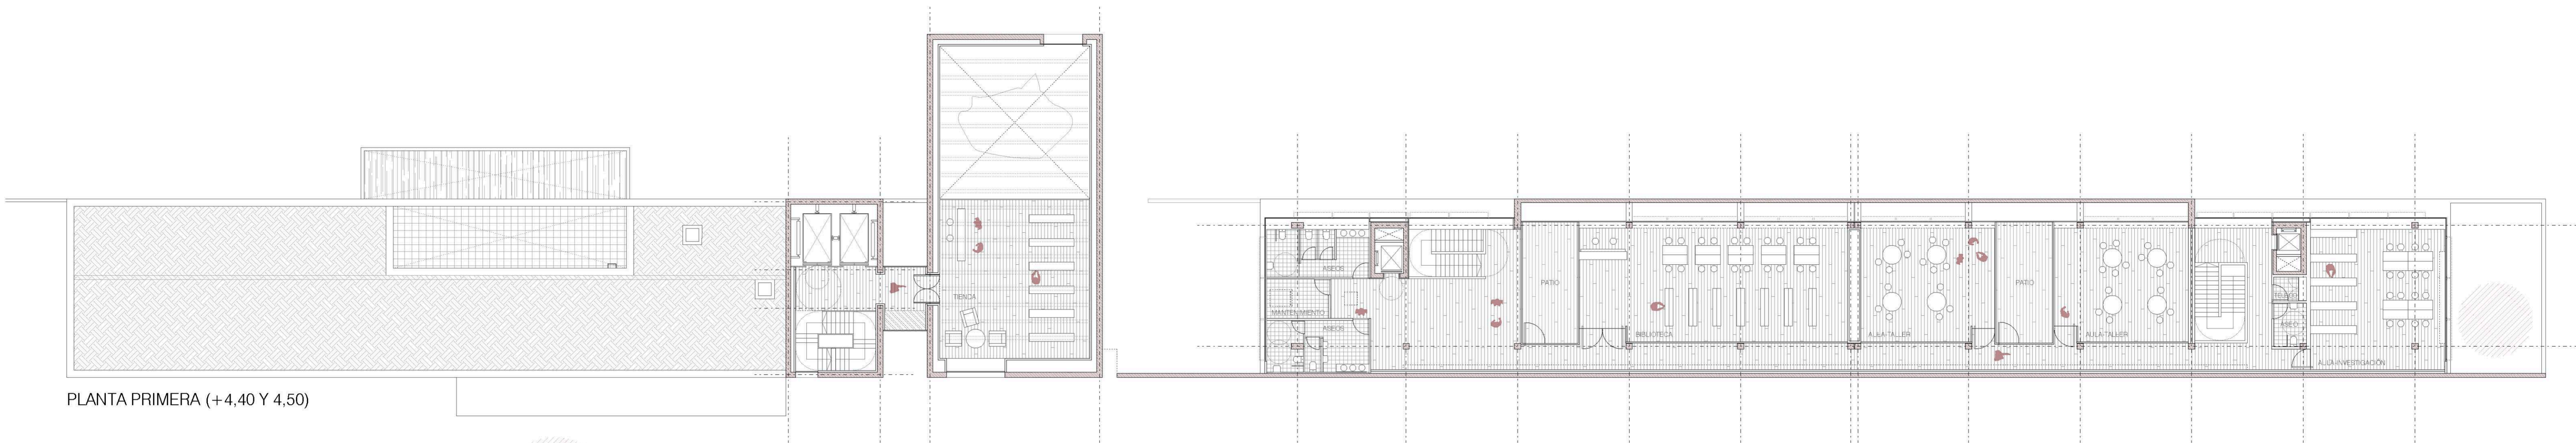 TIENDA
ASEOS
MANTENIMIENTO
ASEOS
PATIO
BIBLIOTECA
AULA-TALLER
PATIO
AULA-TALLER
ASEO
AULA-INVESTIGACIÓN
PLANTA PRIMERA (+4,40 Y 4,50)